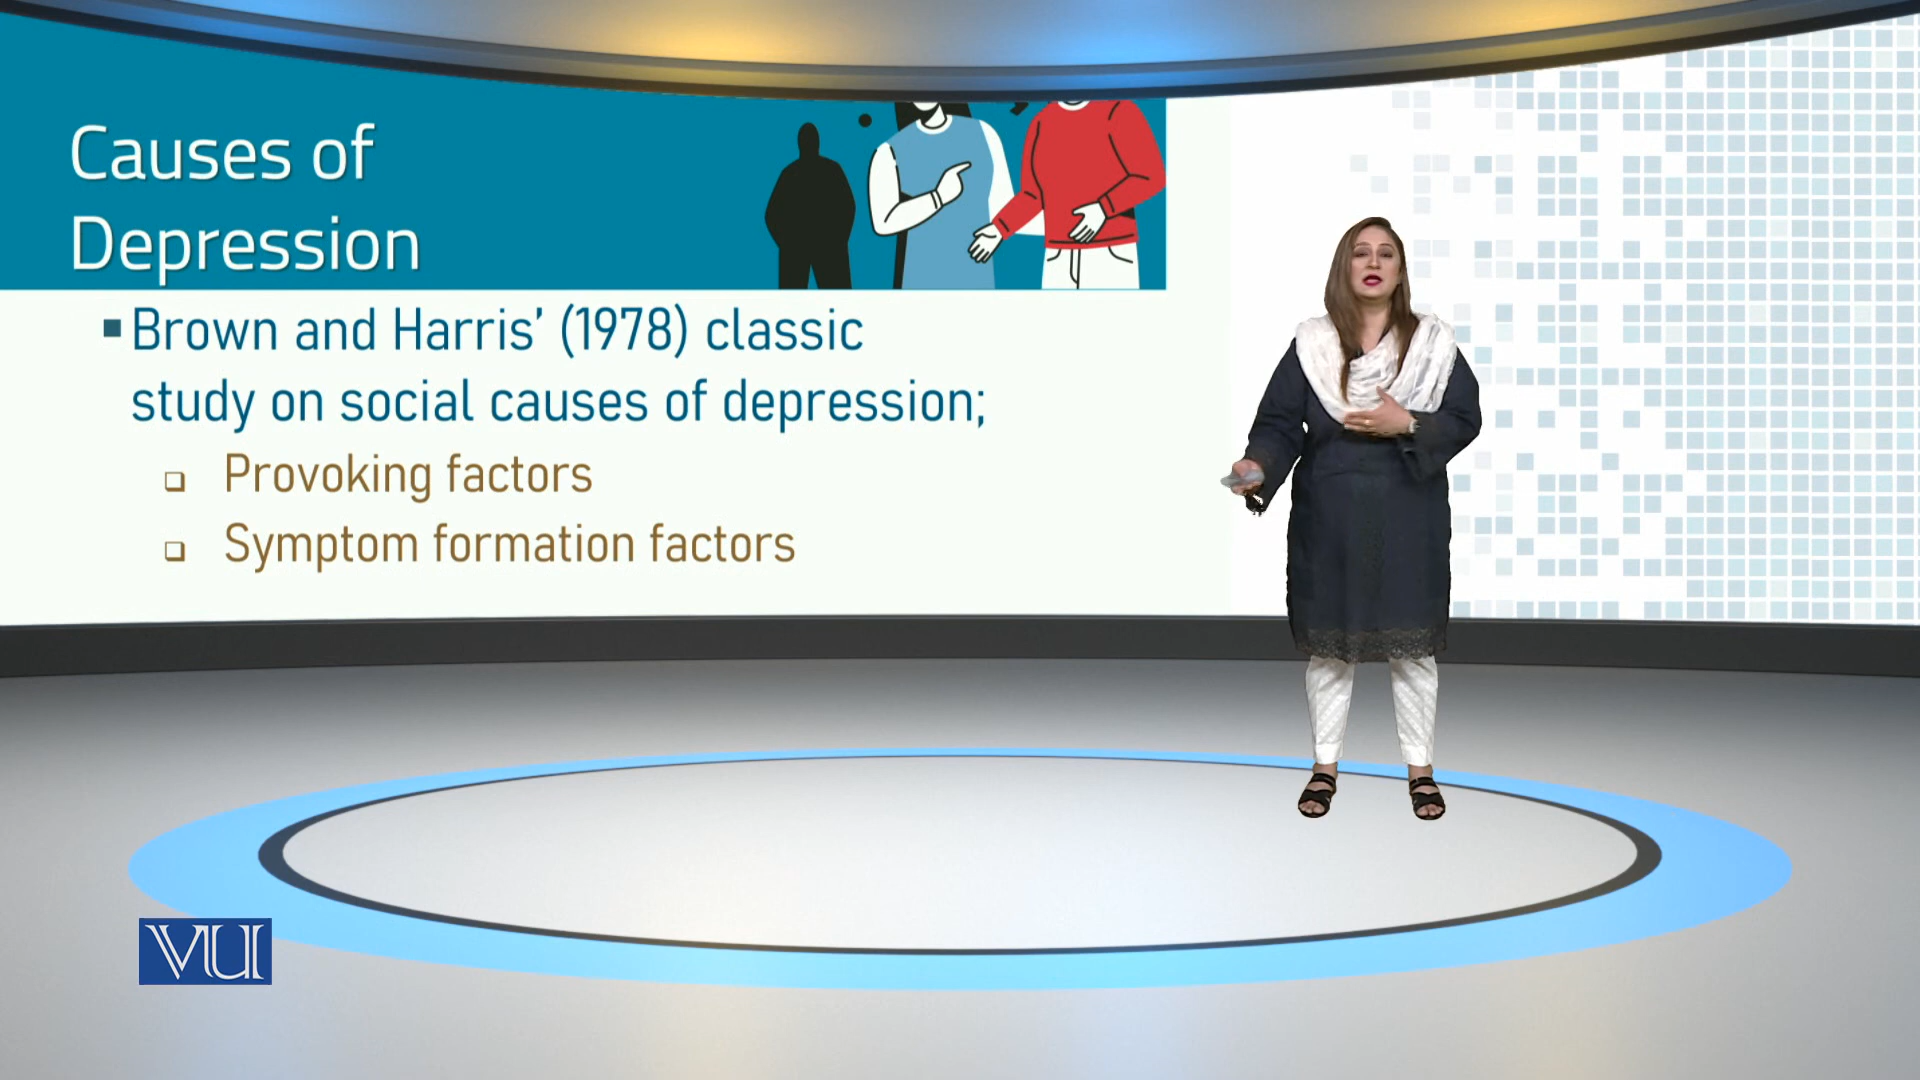 Causes of
Depression
Brown and Harris’ (1978) classic
study on social causes of depression;
Provoking factors
Symptom formation factors
VU